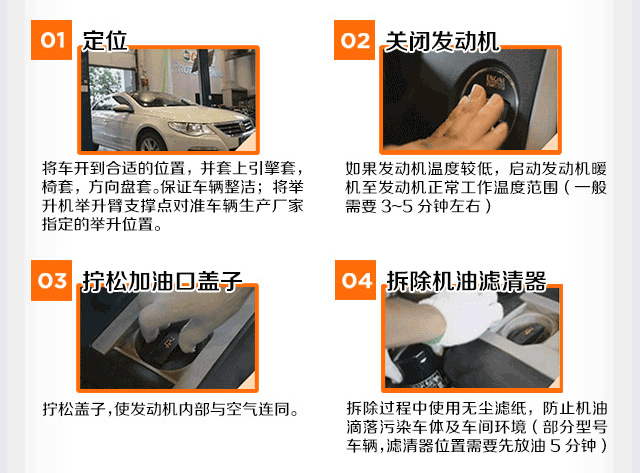 01 定位
将车开到合适的位置，并套上引擎套，
椅套，方向盘套。保证车辆整洁；将举
升机举升臂支撑点对准车辆生产厂家
指定的举升位置。
02 关闭发动机
ENGINE
如果发动机温度较低，启动发动机暖
机至发动机正常工作温度范围（一般
需要 3~5 分钟左右）
03 拧松加油口盖子
拧松盖子，使发动机内部与空气连同。
04 拆除机油滤清器
拆除过程中使用无尘滤纸，防止机油
滴落污染车体及车间环境（部分型号
车辆，滤清器位置需要先放油 5 分钟）